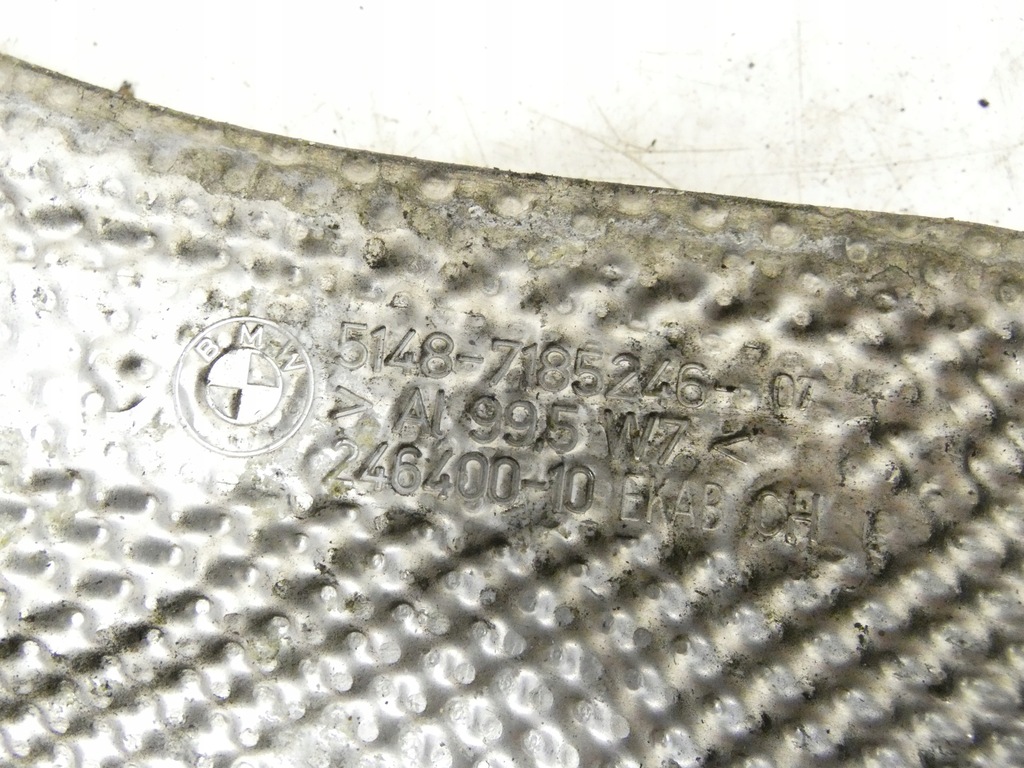 BMW
5148-7185246-07
> Al 99.5 W7 <
246400-10 EKAB CH